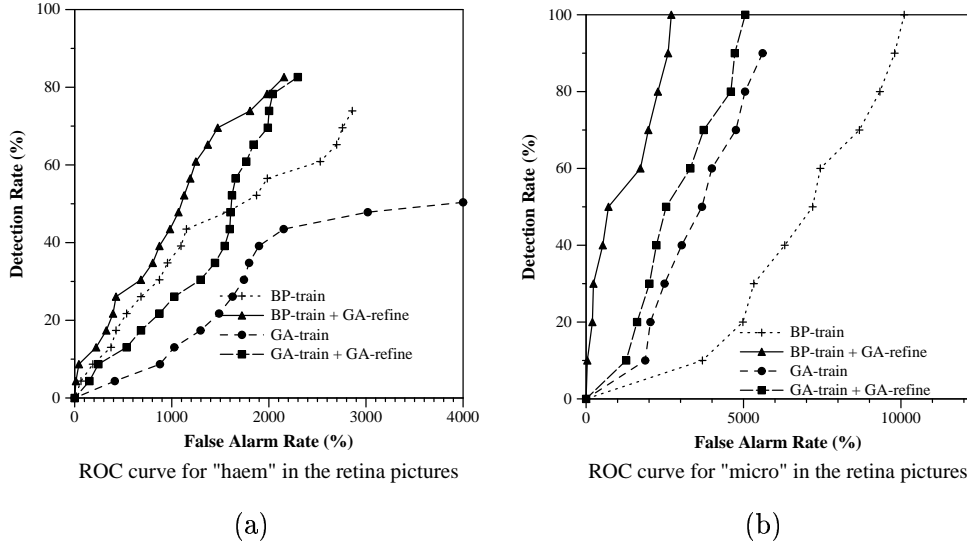 100
80
60
40
20
0
Detection Rate (%)
0 1000 2000 3000 4000
False Alarm Rate (%)
BP-train
BP-train + GA-refine
GA-train
GA-train + GA-refine
ROC curve for "haem" in the retina pictures
(a)
100
80
60
40
20
0
Detection Rate (%)
0 5000 10000
False Alarm Rate (%)
BP-train
BP-train + GA-refine
GA-train
GA-train + GA-refine
ROC curve for "micro" in the retina pictures
(b)